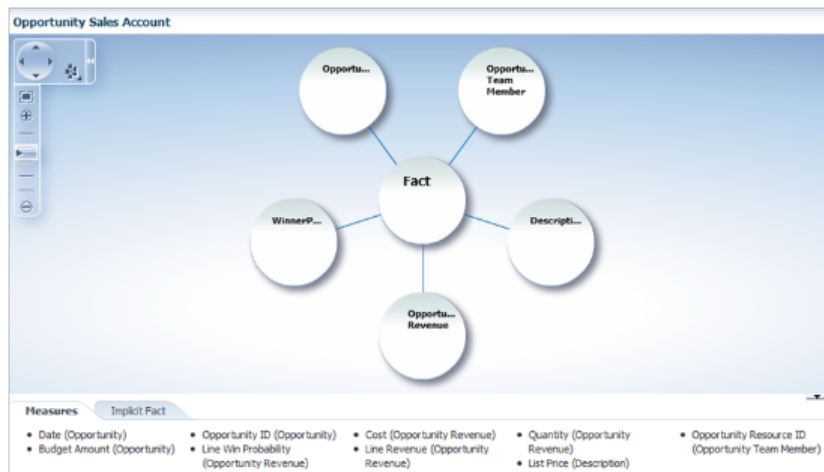 Opportunity Sales Account
Opportu...
Opportu...
Team
Member
Fact
WinnerP...
Descripti...
Opportu...
Revenue
Measures
Implicit Fact
• Date (Opportunity)
• Budget Amount (Opportunity)
• Opportunity ID (Opportunity)
• Line Win Probability
(Opportunity Revenue)
• Cost (Opportunity Revenue)
• Line Revenue (Opportunity
Revenue)
• Quantity (Opportunity
Revenue)
• List Price (Description)
• Opportunity Resource ID
(Opportunity Team Member)